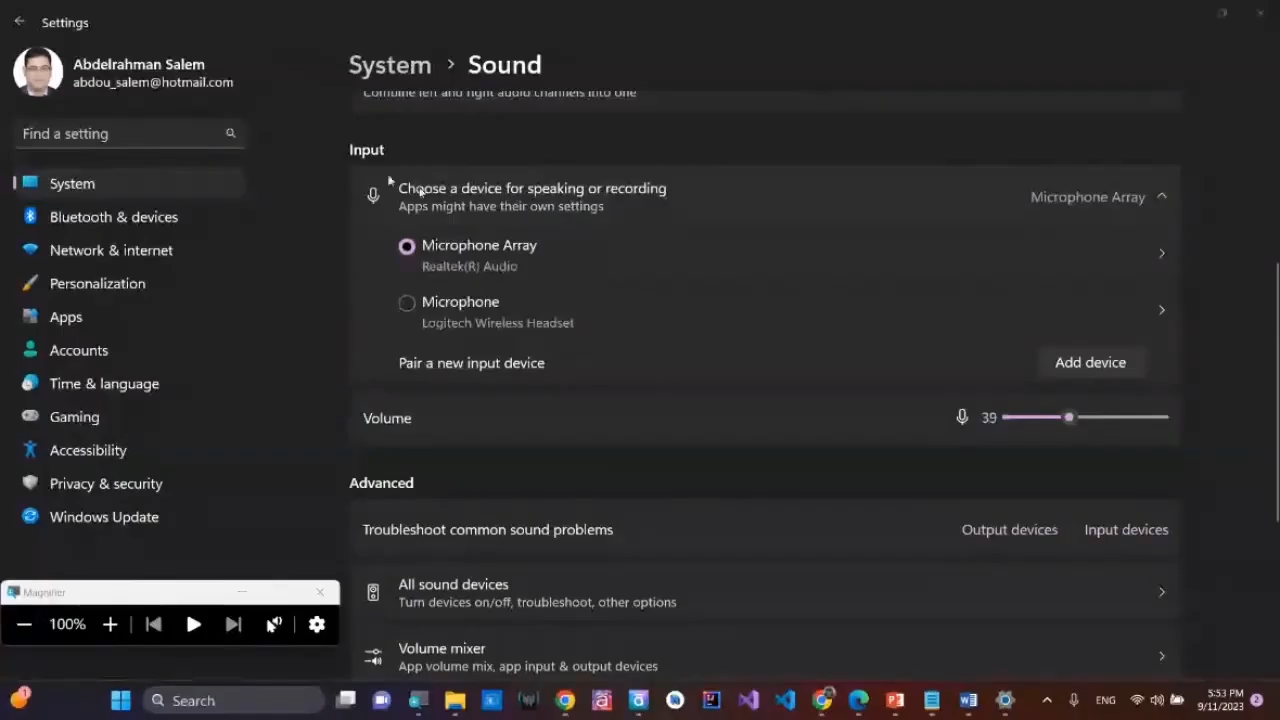 Settings
Abdelrahman Salem
abdou_salem@hotmail.com
Find a setting
System
Bluetooth & devices
Network & internet
Personalization
Apps
Accounts
Time & language
Gaming
Accessibility
Privacy & security
Windows Update
System > Sound
Combine left and right audio channels into one
Input
Choose a device for speaking or recording
Apps might have their own settings
Microphone Array
Microphone Array
Realtek(R) Audio
Microphone
Logitech Wireless Headset
Pair a new input device
Add device
Volume
39
Advanced
Troubleshoot common sound problems
Output devices
Input devices
All sound devices
Turn devices on/off, troubleshoot, other options
Volume mixer
App volume mix, app input & output devices
Magnifier
100%
1
Search
ENG
5:53 PM
9/11/2023
2